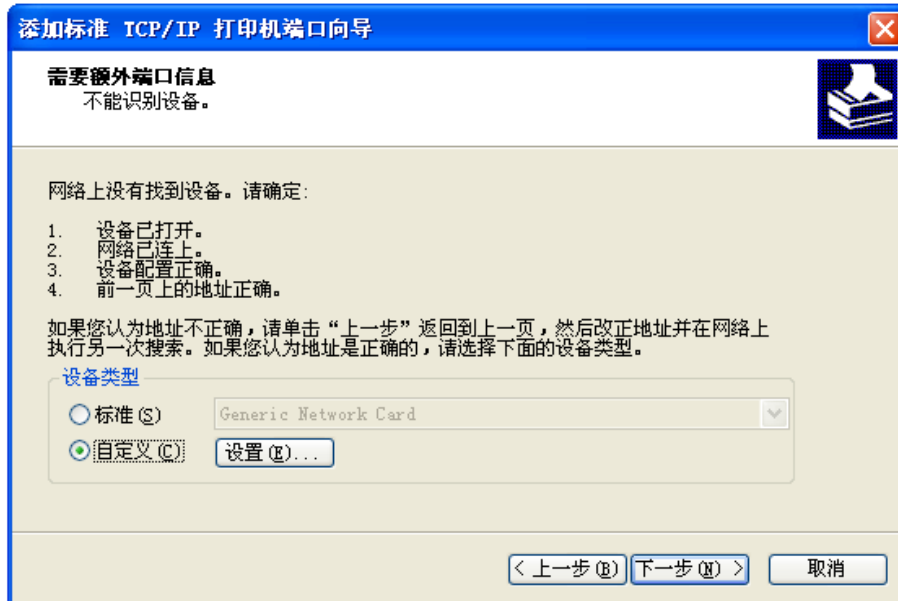 添加标准 TCP/IP 打印机端口向导
需要额外端口信息
不能识别设备。
网络上没有找到设备。请确定:
1. 设备已打开。
2. 网络已连上。
3. 设备配置正确。
4. 前一页上的地址正确。
如果您认为地址不正确,请单击“上一步”返回到上一页,然后改正地址并在网络上
执行另一次搜索。如果您认为地址是正确的,请选择下面的设备类型。
设备类型
标准(S) Generic Network Card
自定义(C) 设置(E)...
< 上一步(B) 下一步(N) > 取消